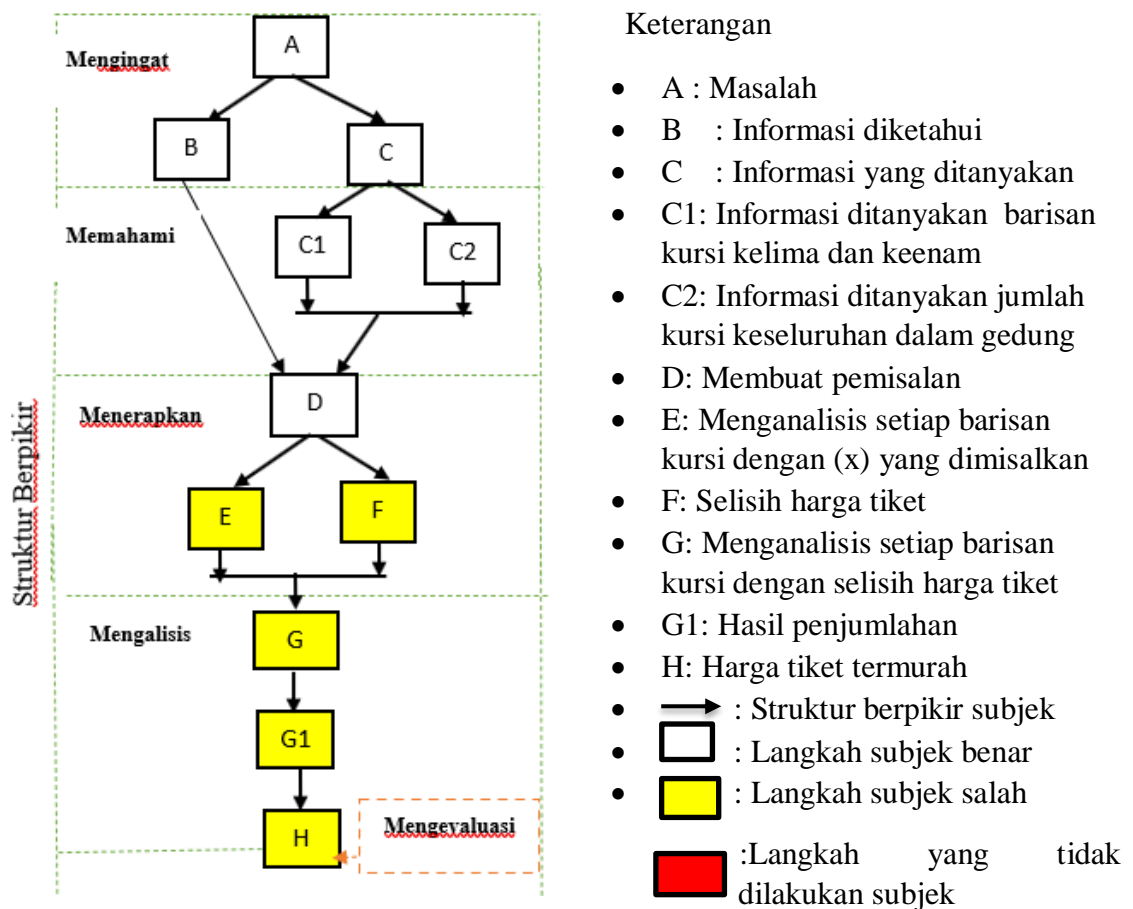 Struktur Berpikir
Mengingat
A
B
C
Memahami
C1
C2
Menerapkan
D
E
F
Mengalisis
G
G1
H
Mengevaluasi
Keterangan
• A : Masalah
• B : Informasi diketahui
• C : Informasi yang ditanyakan
• C1: Informasi ditanyakan barisan
kursi kelima dan keenam
• C2: Informasi ditanyakan jumlah
kursi keseluruhan dalam gedung
• D: Membuat pemisalan
• E: Menganalisis setiap barisan
kursi dengan (x) yang dimisalkan
• F: Selisih harga tiket
• G: Menganalisis setiap barisan
kursi dengan selisih harga tiket
• G1: Hasil penjumlahan
• H: Harga tiket termurah
• : Struktur berpikir subjek
• : Langkah subjek benar
• : Langkah subjek salah
:Langkah yang tidak
dilakukan subjek